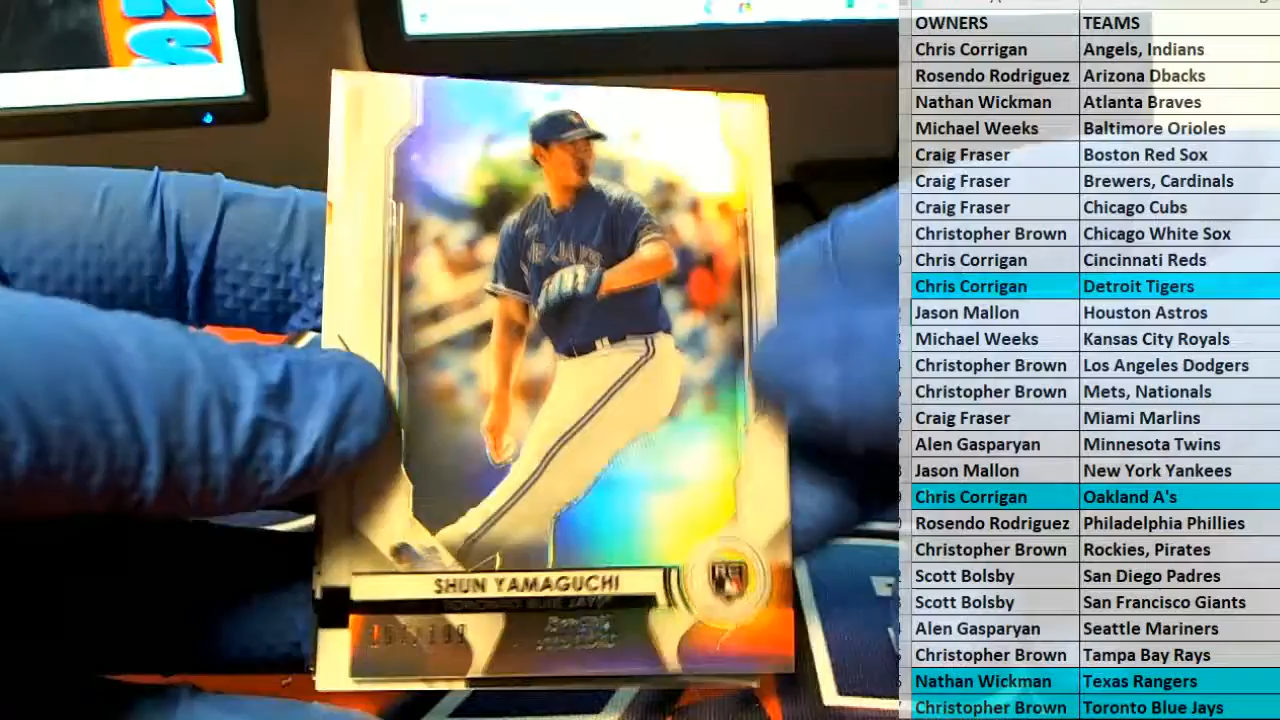 KS
SHUN YAMAGUCHI
TORONTO BLUE JAYS
OWNERS TEAMS
Chris Corrigan Angels, Indians
Rosendo Rodriguez Arizona Dbacks
Nathan Wickman Atlanta Braves
Michael Weeks Baltimore Orioles
Craig Fraser Boston Red Sox
Craig Fraser Brewers, Cardinals
Craig Fraser Chicago Cubs
Christopher Brown Chicago White Sox
Chris Corrigan Cincinnati Reds
Chris Corrigan Detroit Tigers
Jason Mallon Houston Astros
Michael Weeks Kansas City Royals
Christopher Brown Los Angeles Dodgers
Christopher Brown Mets, Nationals
Craig Fraser Miami Marlins
Alen Gasparyan Minnesota Twins
Jason Mallon New York Yankees
Chris Corrigan Oakland A's
Rosendo Rodriguez Philadelphia Phillies
Christopher Brown Rockies, Pirates
Scott Bolsby San Diego Padres
Scott Bolsby San Francisco Giants
Alen Gasparyan Seattle Mariners
Christopher Brown Tampa Bay Rays
Nathan Wickman Texas Rangers
Christopher Brown Toronto Blue Jays